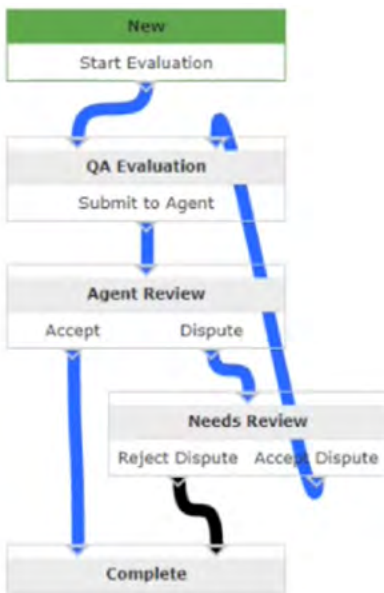 New
Start Evaluation
QA Evaluation
Submit to Agent
Agent Review
Accept Dispute
Needs Review
Reject Dispute Accept Dispute
Complete